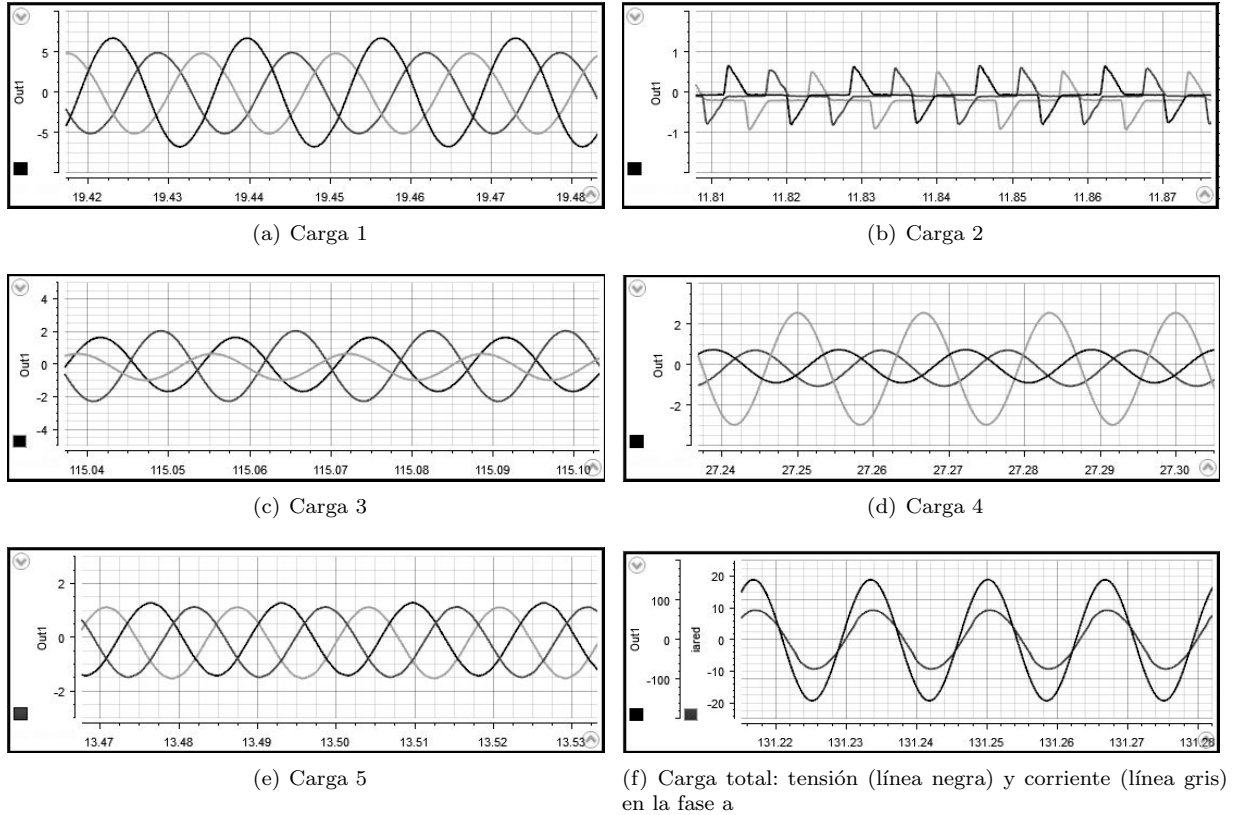 5
0
-5
Out1
19.42 19.43 19.44 19.45 19.46 19.47 19.48
(a) Carga 1
1
0
-1
Out1
11.81 11.82 11.83 11.84 11.85 11.86 11.87
(b) Carga 2
4
2
0
-2
-4
Out1
115.04 115.05 115.06 115.07 115.08 115.09 115.10
(c) Carga 3
2
0
-2
Out1
27.24 27.25 27.26 27.27 27.28 27.29 27.30
(d) Carga 4
2
0
-2
Out1
13.47 13.48 13.49 13.50 13.51 13.52 13.53
(e) Carga 5
100
0
-100
Out1
20
10
0
-10
-20
iared
131.22 131.23 131.24 131.25 131.26 131.27 131.28
(f) Carga total: tensión (línea negra) y corriente (línea gris)
en la fase a